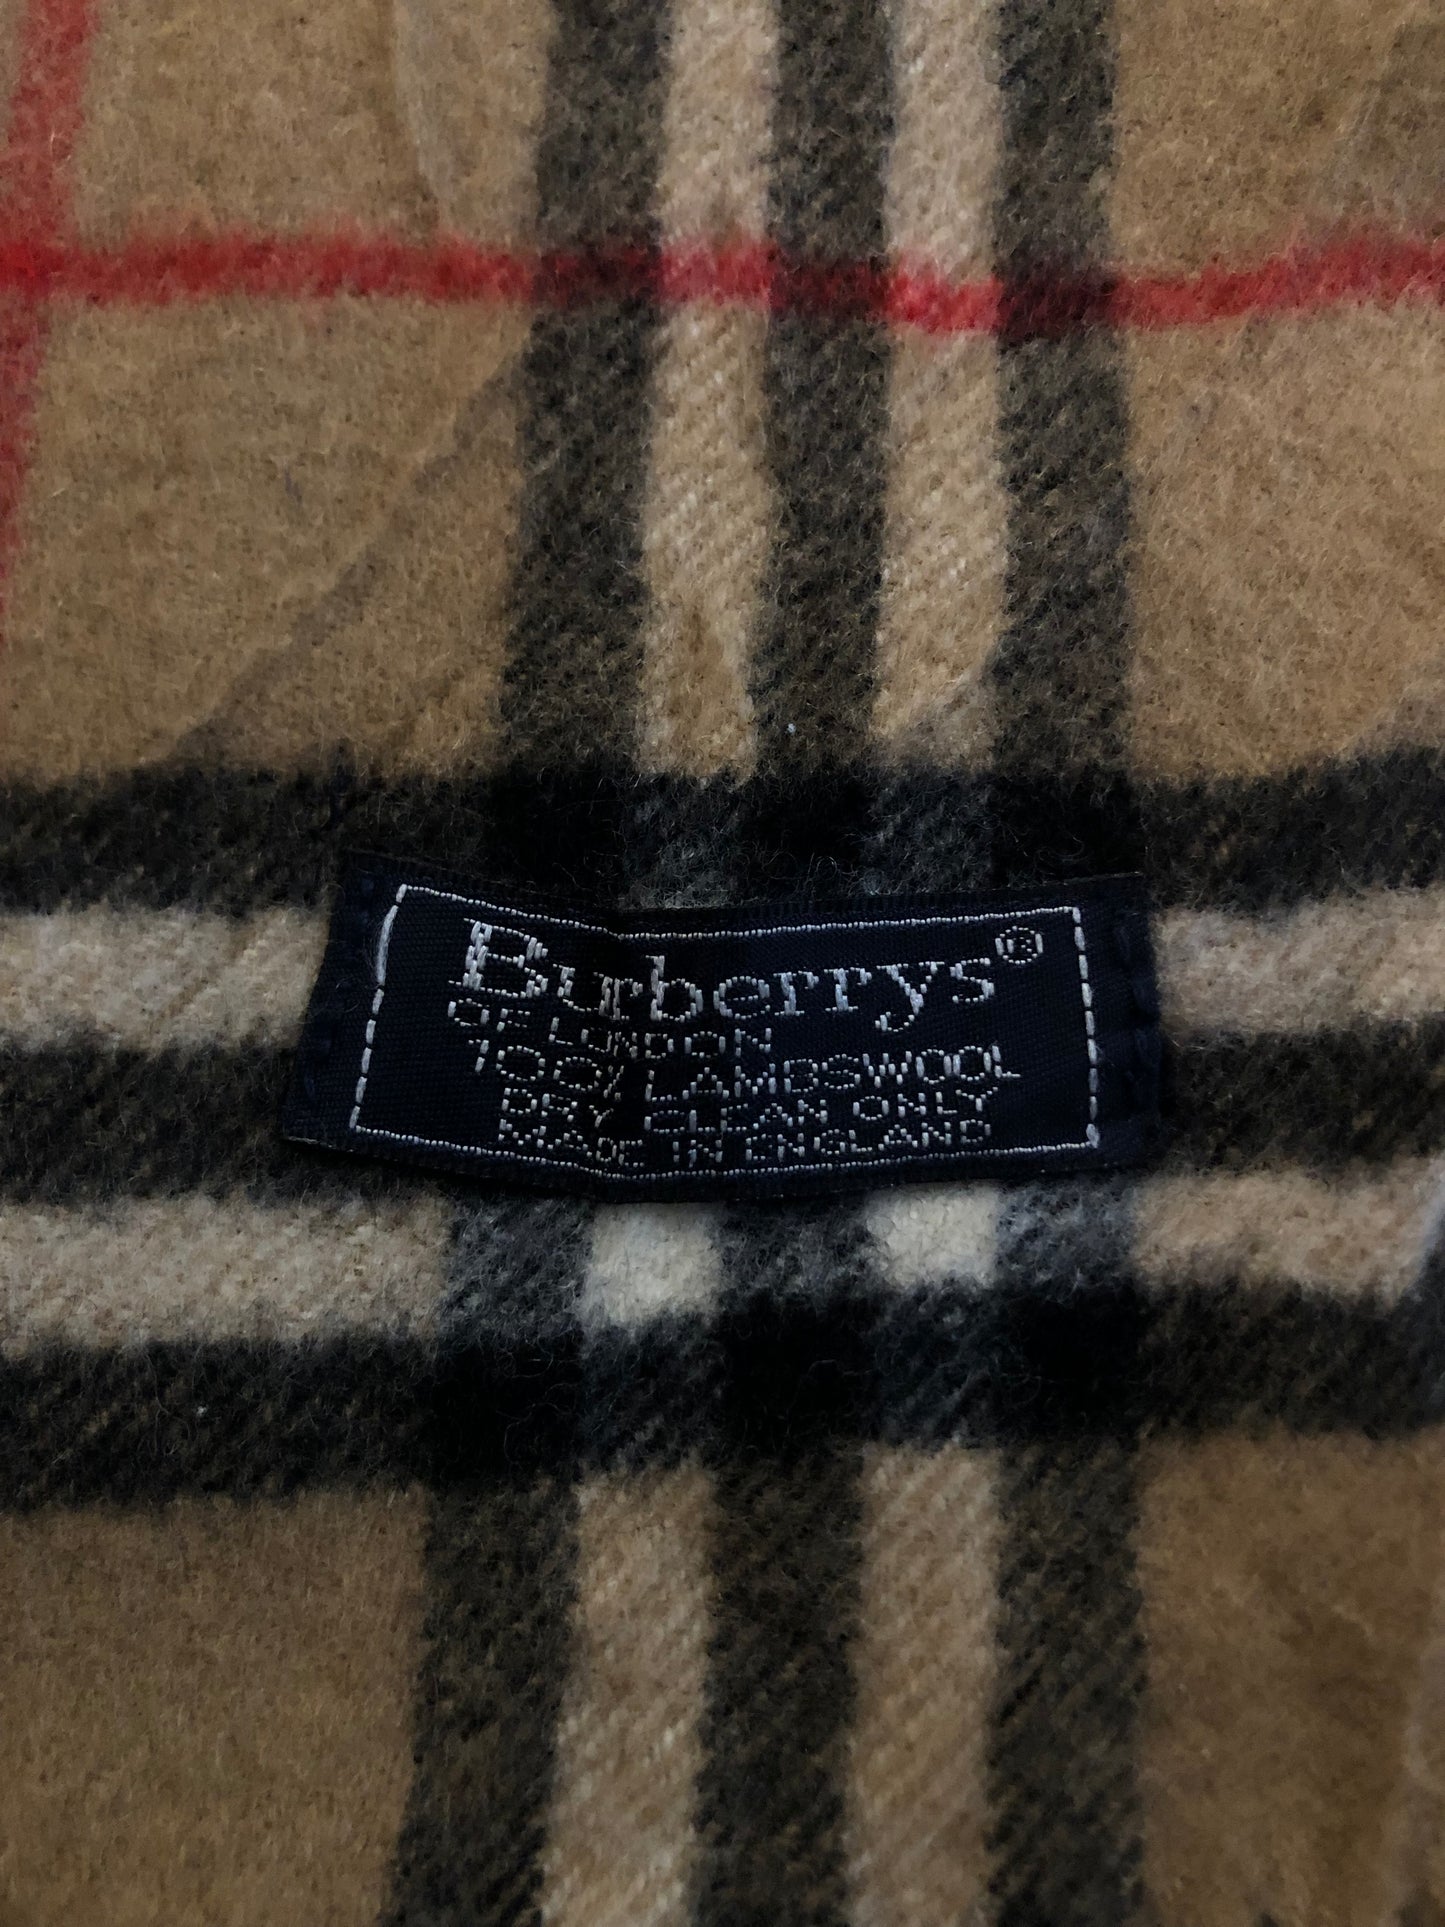 Burberrys®
OF LONDON
100% LAMBSWOOL
DRY CLEAN ONLY
MADE IN ENGLAND